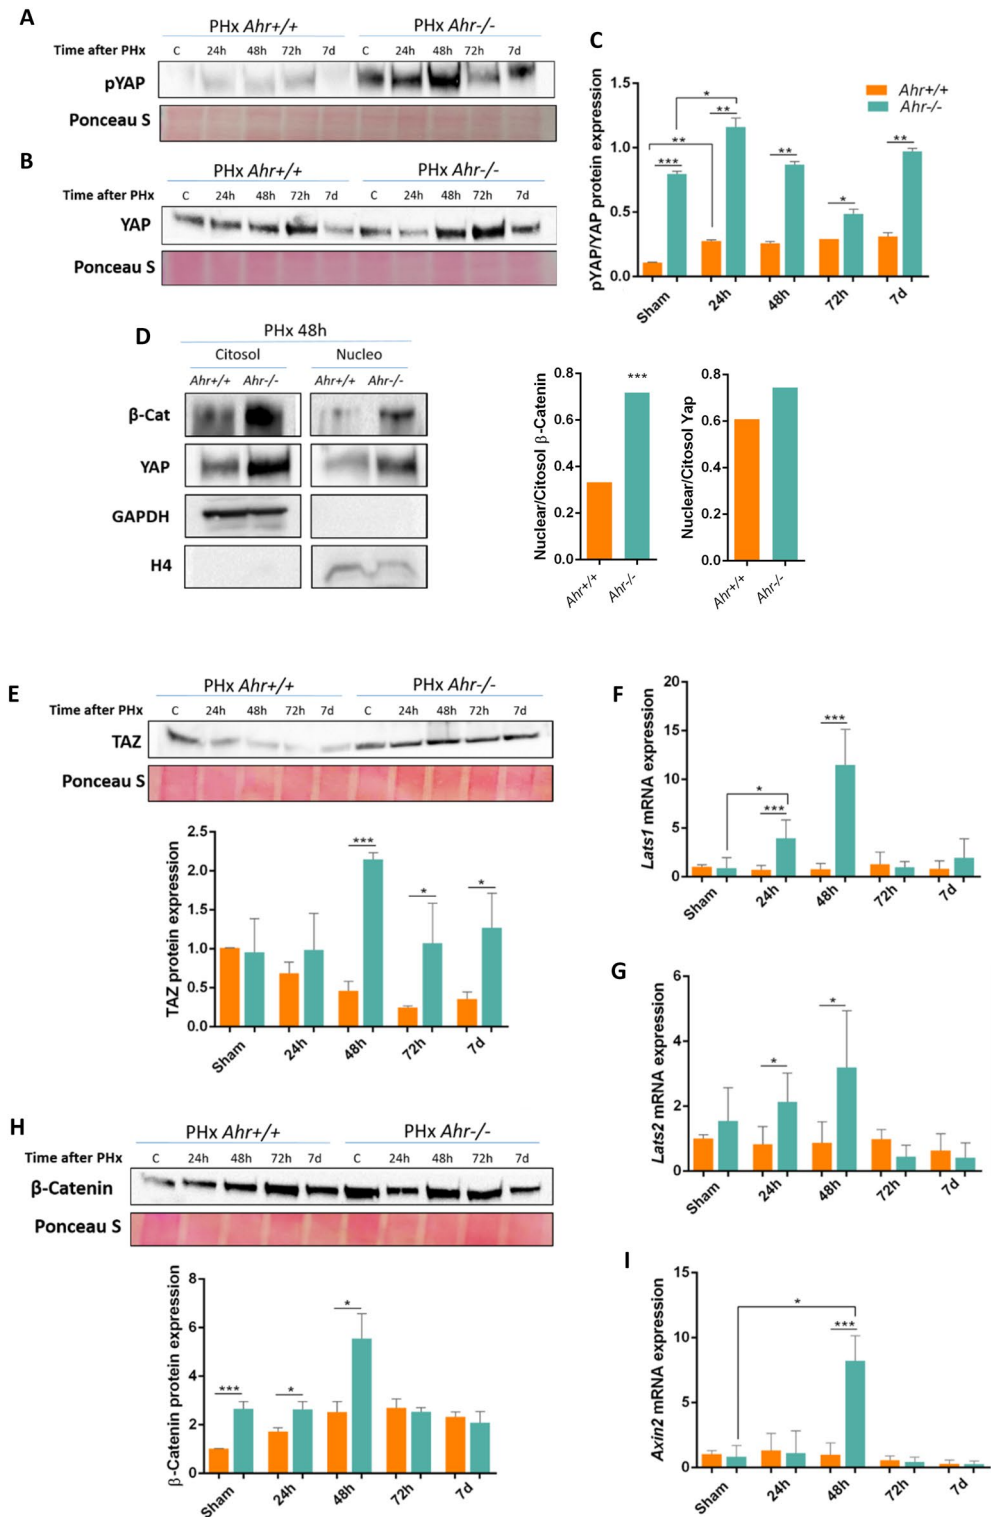 A
PHx Ahr+/+ PHx Ahr-/-
Time after PHx C 24h 48h 72h 7d C 24h 48h 72h 7d
pYAP
Ponceau S
B
PHx Ahr+/+ PHx Ahr-/-
Time after PHx C 24h 48h 72h 7d C 24h 48h 72h 7d
YAP
Ponceau S
C
pYAP/YAP protein expression
1.5
1.0
0.5
0.0
Ahr+/+
Ahr-/-
*** ** * ** ** * **
Sham 24h 48h 72h 7d
D
PHx 48h
Citosol Nucleo
Ahr+/+ Ahr-/- Ahr+/+ Ahr-/-
β-Cat
YAP
GAPDH
H4
Nuclear/Citosol β-Catenin
0.8
0.6
0.4
0.2
0.0
***
Ahr+/+ Ahr-/-
Nuclear/Citosol Yap
0.8
0.6
0.4
0.2
0.0
Ahr+/+ Ahr-/-
E
PHx Ahr+/+ PHx Ahr-/-
Time after PHx C 24h 48h 72h 7d C 24h 48h 72h 7d
TAZ
Ponceau S
TAZ protein expression
2.5
2.0
1.5
1.0
0.5
0.0
*** * *
Sham 24h 48h 72h 7d
F
Lats1 mRNA expression
20
15
10
5
0
* *** ***
Sham 24h 48h 72h 7d
G
Lats2 mRNA expression
6
4
2
0
* *
Sham 24h 48h 72h 7d
H
PHx Ahr+/+ PHx Ahr-/-
Time after PHx C 24h 48h 72h 7d C 24h 48h 72h 7d
β-Catenin
Ponceau S
β-Catenin protein expression
8
6
4
2
0
*** * *
Sham 24h 48h 72h 7d
I
Axin2 mRNA expression
15
10
5
0
* ***
Sham 24h 48h 72h 7d